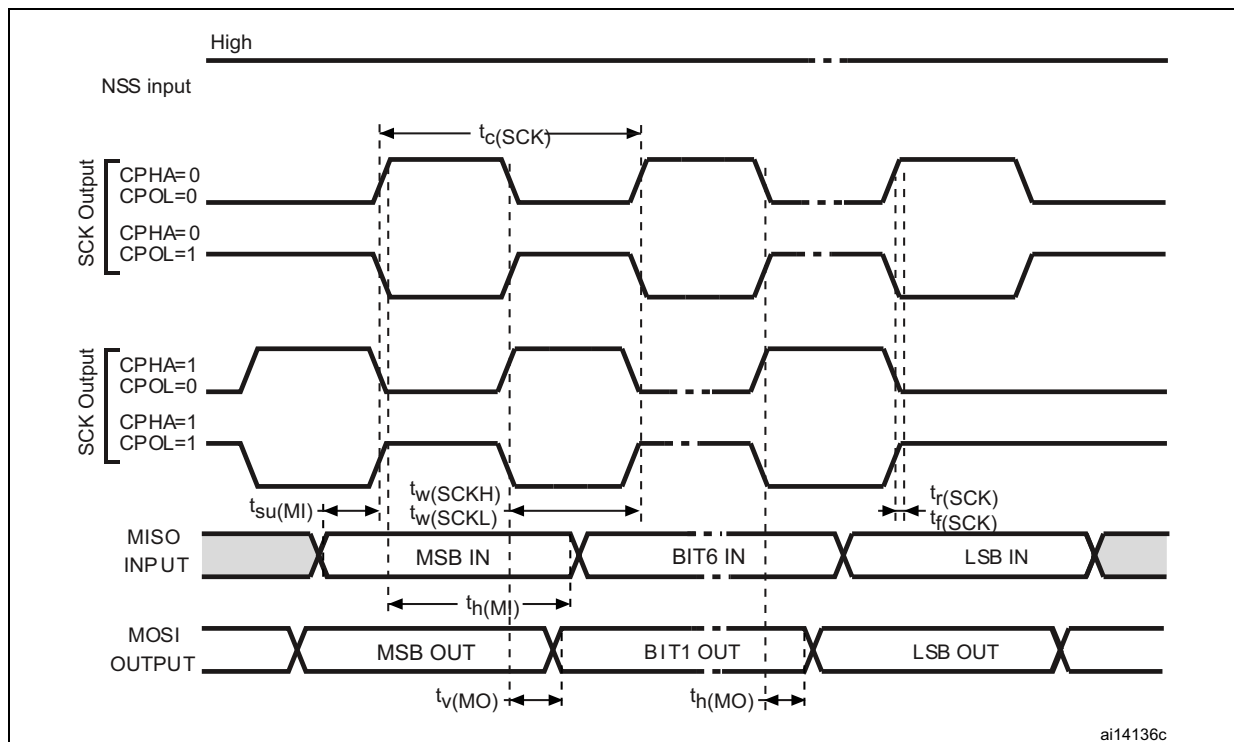 High
NSS input
tc(SCK)
SCK Output
CPHA=0
CPOL=0
CPHA=0
CPOL=1
SCK Output
CPHA=1
CPOL=0
CPHA=1
CPOL=1
tsu(MI)
tw(SCKH)
tw(SCKL)
tr(SCK)
tf(SCK)
MISO
INPUT
MSB IN
BIT6 IN
LSB IN
th(MI)
MOSI
OUTPUT
MSB OUT
BIT1 OUT
LSB OUT
tv(MO)
th(MO)
ai14136c